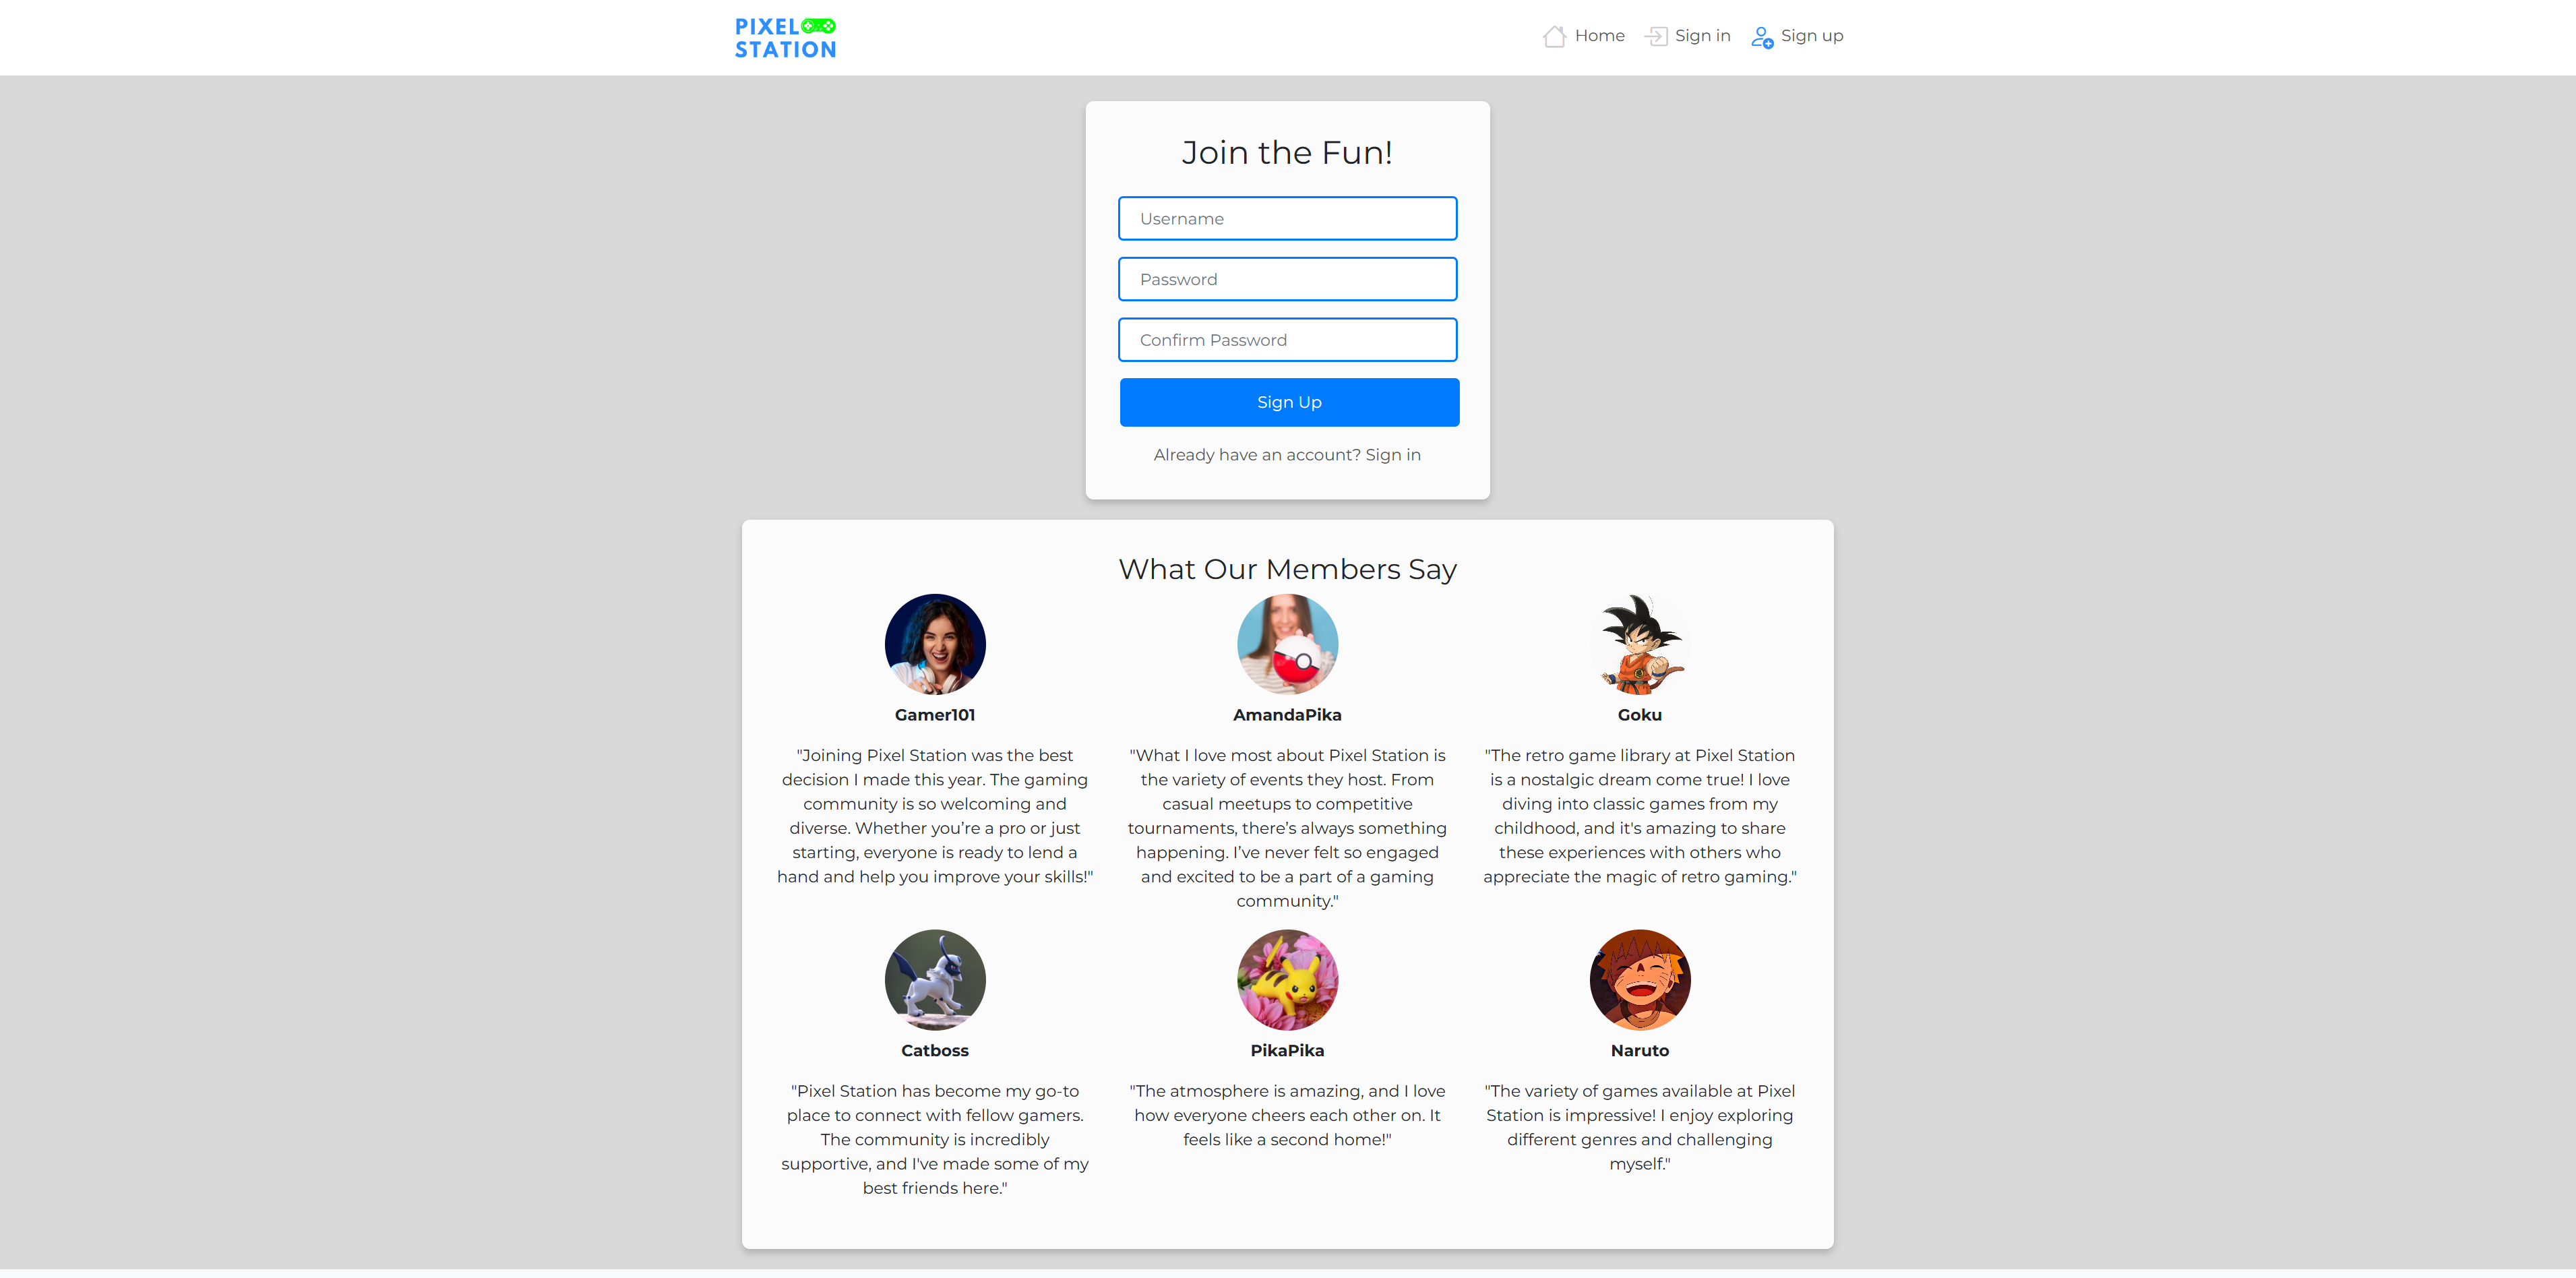 PIXEL
STATION
Home
Sign in
Sign up
Join the Fun!
Username
Password
Confirm Password
Sign Up
Already have an account? Sign in
What Our Members Say
Gamer101
"Joining Pixel Station was the best
decision I made this year. The gaming
community is so welcoming and
diverse. Whether you’re a pro or just
starting, everyone is ready to lend a
hand and help you improve your skills!"
AmandaPika
"What I love most about Pixel Station is
the variety of events they host. From
casual meetups to competitive
tournaments, there’s always something
happening. I’ve never felt so engaged
and excited to be a part of a gaming
community."
Goku
"The retro game library at Pixel Station
is a nostalgic dream come true! I love
diving into classic games from my
childhood, and it's amazing to share
these experiences with others who
appreciate the magic of retro gaming."
Catboss
"Pixel Station has become my go-to
place to connect with fellow gamers.
The community is incredibly
supportive, and I've made some of my
best friends here."
PikaPika
"The atmosphere is amazing, and I love
how everyone cheers each other on. It
feels like a second home!"
Naruto
"The variety of games available at Pixel
Station is impressive! I enjoy exploring
different genres and challenging
myself."